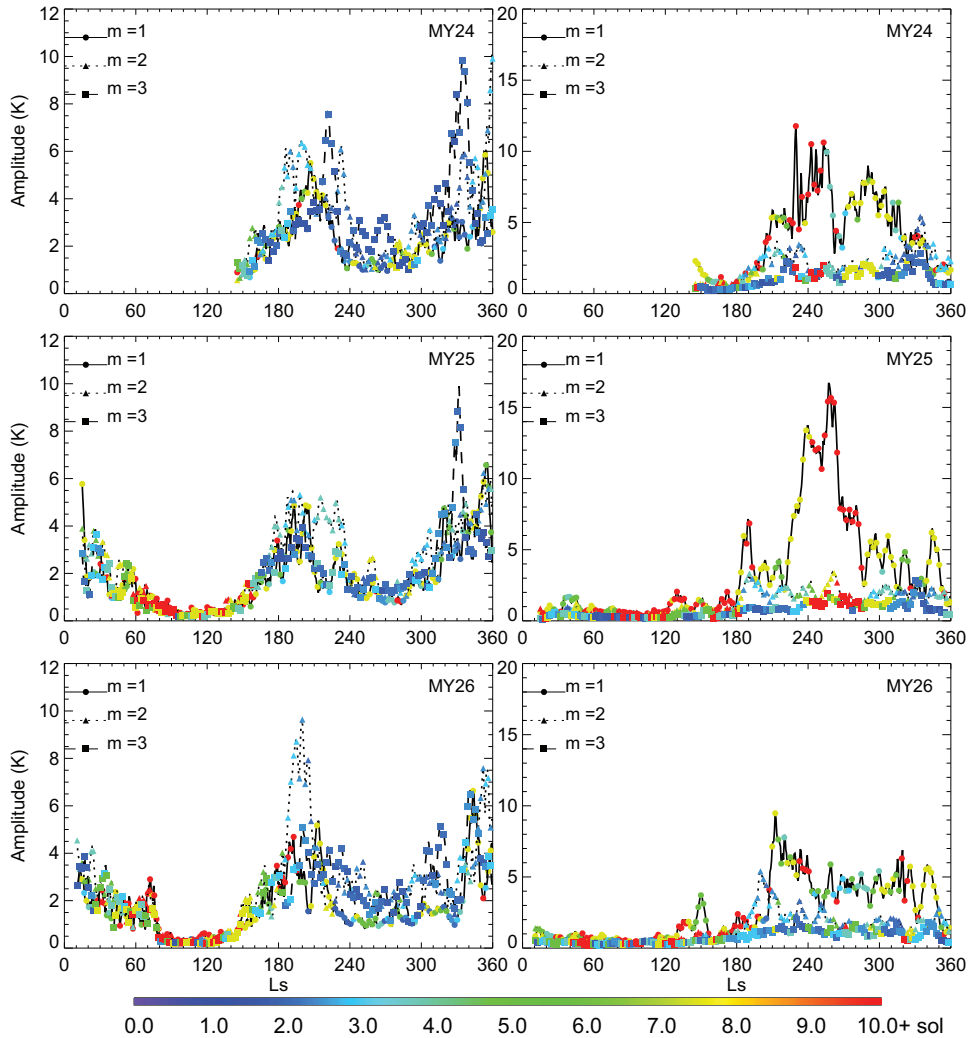 12
10
8
6
4
2
0
Amplitude (K)
m =1
m =2
m =3
MY24
0 60 120 180 240 300 360
20
15
10
5
0
m =1
m =2
m =3
MY24
0 60 120 180 240 300 360
12
10
8
6
4
2
0
Amplitude (K)
m =1
m =2
m =3
MY25
0 60 120 180 240 300 360
20
15
10
5
0
m =1
m =2
m =3
MY25
0 60 120 180 240 300 360
12
10
8
6
4
2
0
Amplitude (K)
m =1
m =2
m =3
MY26
0 60 120 180 240 300 360
Ls
20
15
10
5
0
m =1
m =2
m =3
MY26
0 60 120 180 240 300 360
Ls
0.0 1.0 2.0 3.0 4.0 5.0 6.0 7.0 8.0 9.0 10.0+ sol